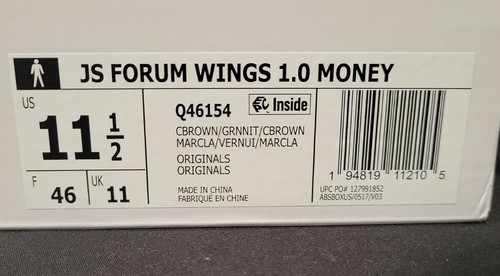 JS FORUM WINGS 1.0 MONEY
US
11 1/2
F 46
UK 11
Q46154
Inside
CBROWN/GRNNIT/CBROWN
MARCLA/VERNUI/MARCLA
ORIGINALS
ORIGINALS
MADE IN CHINA
FABRIQUÉ EN CHINE
1 94819 11210 5
UPC PO# 127991852
ABSBOXUS/0517/V03